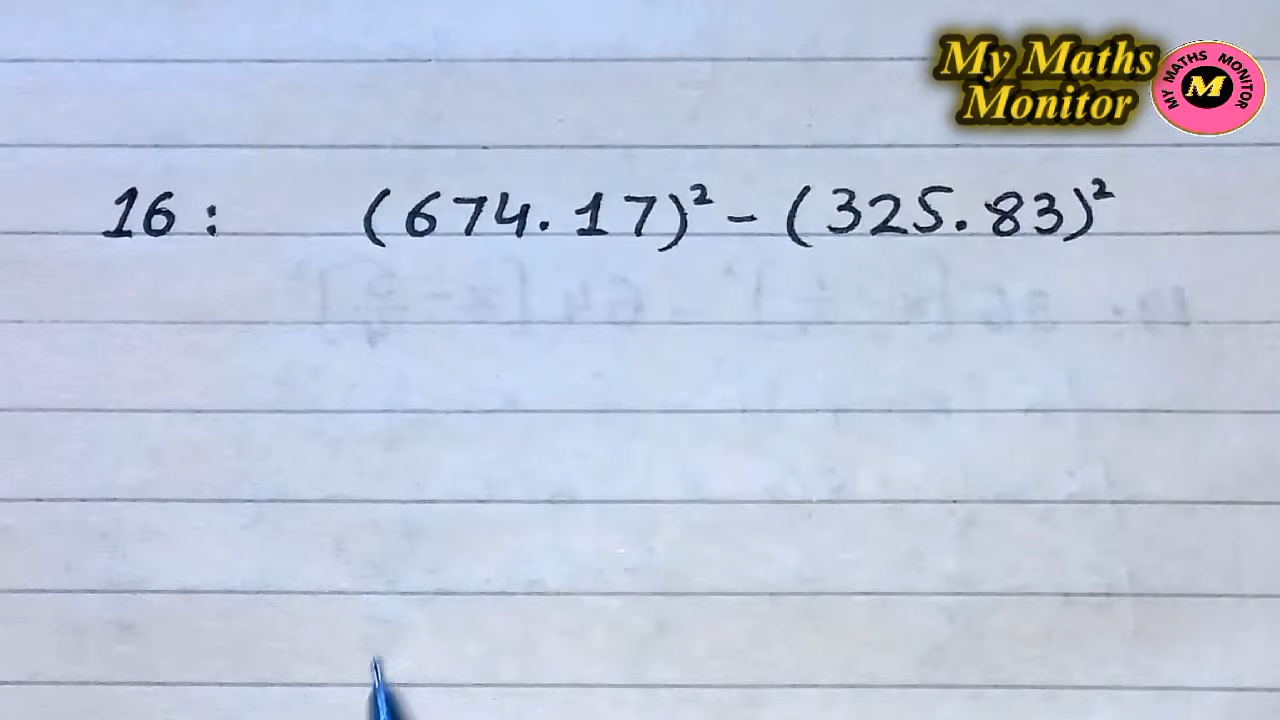 My Maths
Monitor
MY MATHS MONITOR
M
16: (674.17)² - (325.83)²